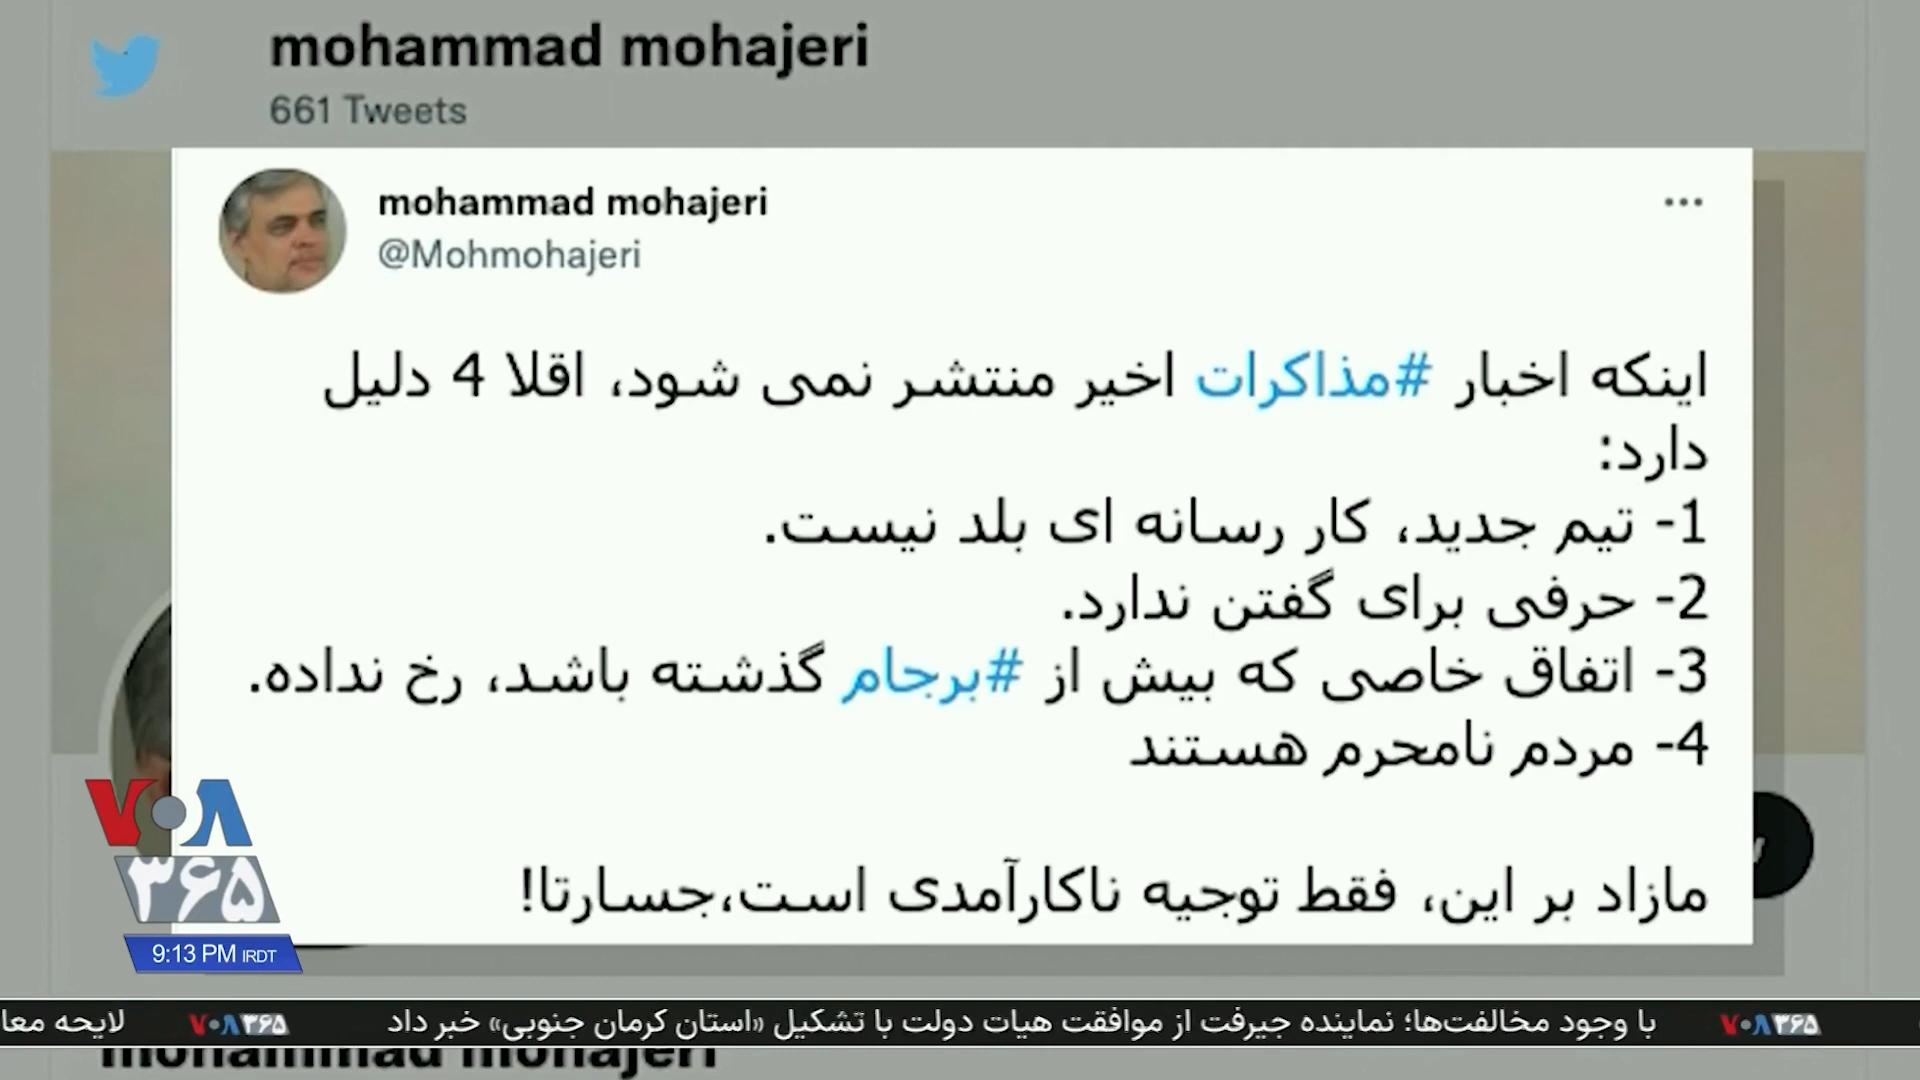 mohammad mohajeri
661 Tweets
mohammad mohajeri
@Mohmohajeri
اینکه اخبار #مذاکرات اخیر منتشر نمی شود، اقلا 4 دلیل
دارد:
1- تیم جدید، کار رسانه ای بلد نیست.
2- حرفی برای گفتن ندارد.
3- اتفاق خاصی که بیش از #برجام گذشته باشد، رخ نداده.
4- مردم نامحرم هستند
مازاد بر این، فقط توجیه ناکارآمدی است،جسارتا!
VOA
۳۶۵
9:13 PM IRDT
VOA۳۶۵ با وجود مخالفت‌ها؛ نماینده جیرفت از موافقت هیات دولت با تشکیل «استان کرمان جنوبی» خبر داد VOA۳۶۵ لایحه
mohammad mohajeri